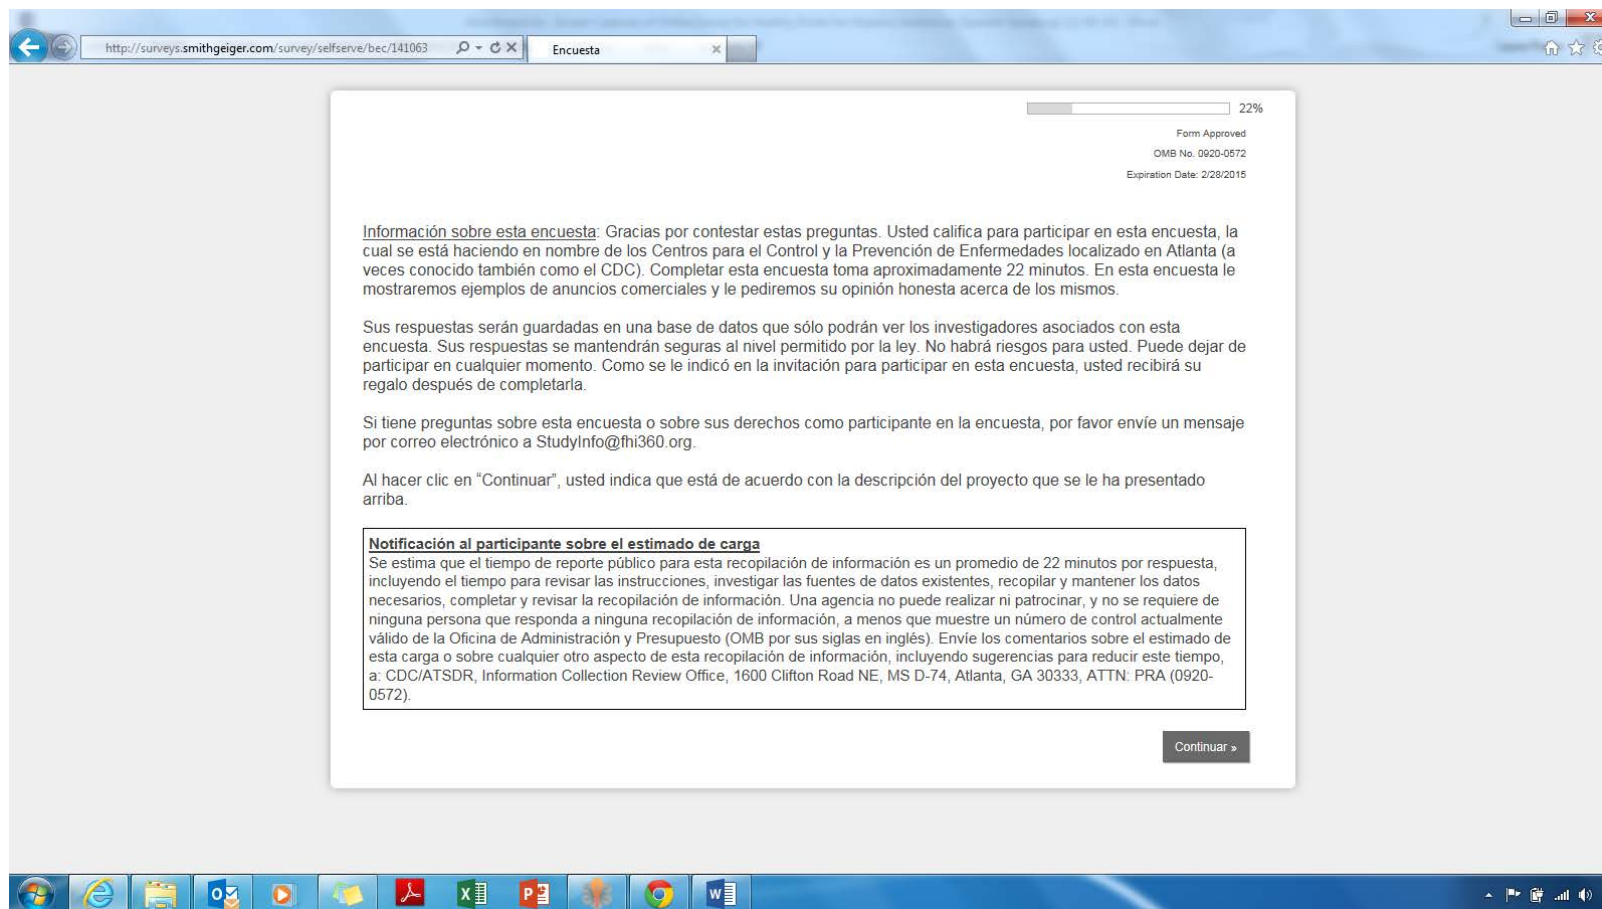 http://surveys.smithgeiger.com/survey/selfserve/bec/141063
Encuesta
22%
Form Approved
OMB No. 0920-0572
Expiration Date: 2/28/2015
Información sobre esta encuesta: Gracias por contestar estas preguntas. Usted califica para participar en esta encuesta, la
cual se está haciendo en nombre de los Centros para el Control y la Prevención de Enfermedades localizado en Atlanta (a
veces conocido también como el CDC). Completar esta encuesta toma aproximadamente 22 minutos. En esta encuesta le
mostraremos ejemplos de anuncios comerciales y le pediremos su opinión honesta acerca de los mismos.
Sus respuestas serán guardadas en una base de datos que sólo podrán ver los investigadores asociados con esta
encuesta. Sus respuestas se mantendrán seguras al nivel permitido por la ley. No habrá riesgos para usted. Puede dejar de
participar en cualquier momento. Como se le indicó en la invitación para participar en esta encuesta, usted recibirá su
regalo después de completarla.
Si tiene preguntas sobre esta encuesta o sobre sus derechos como participante en la encuesta, por favor envíe un mensaje
por correo electrónico a StudyInfo@fhi360.org.
Al hacer clic en “Continuar”, usted indica que está de acuerdo con la descripción del proyecto que se le ha presentado
arriba.
Notificación al participante sobre el estimado de carga
Se estima que el tiempo de reporte público para esta recopilación de información es un promedio de 22 minutos por respuesta,
incluyendo el tiempo para revisar las instrucciones, investigar las fuentes de datos existentes, recopilar y mantener los datos
necesarios, completar y revisar la recopilación de información. Una agencia no puede realizar ni patrocinar, y no se requiere de
ninguna persona que responda a ninguna recopilación de información, a menos que muestre un número de control actualmente
válido de la Oficina de Administración y Presupuesto (OMB por sus siglas en inglés). Envíe los comentarios sobre el estimado de
esta carga o sobre cualquier otro aspecto de esta recopilación de información, incluyendo sugerencias para reducir este tiempo,
a: CDC/ATSDR, Information Collection Review Office, 1600 Clifton Road NE, MS D-74, Atlanta, GA 30333, ATTN: PRA (0920-
0572).
Continuar »